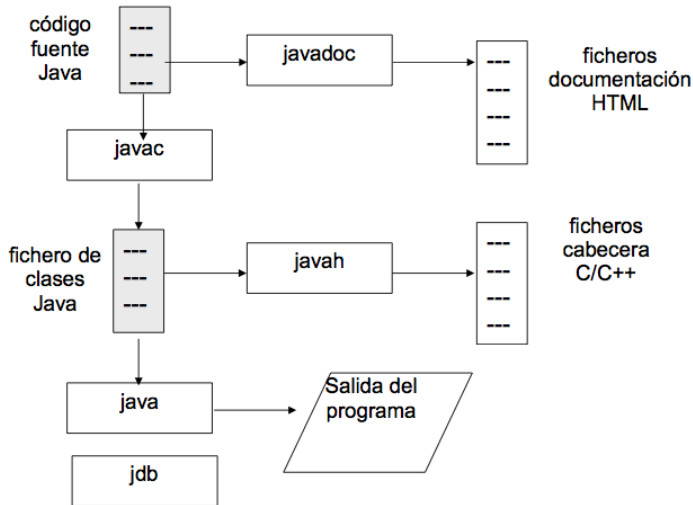 código
fuente
Java
---
---
---
javadoc
---
---
---
---
ficheros
documentación
HTML
javac
fichero de
clases
Java
---
---
---
javah
---
---
---
---
ficheros
cabecera
C/C++
java
Salida del
programa
jdb